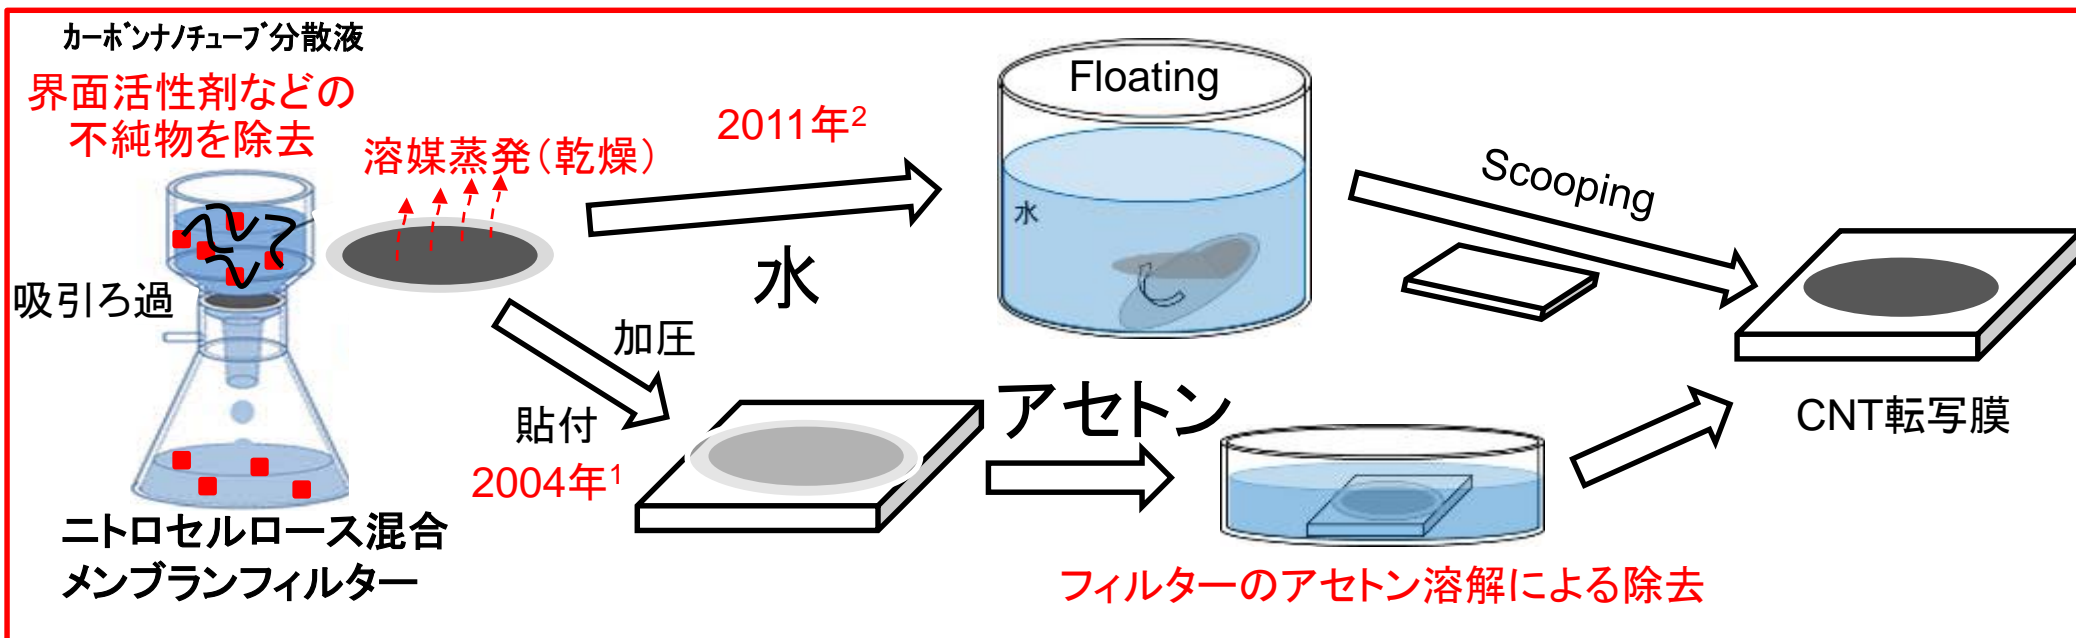 カーボンナノチューブ分散液
界面活性剤などの
不純物を除去
溶媒蒸発(乾燥)
吸引ろ過
ニトロセルロース混合
メンブランフィルター
2011年²
水
Floating
水
Scooping
加圧
貼付
2004年¹
アセトン
フィルターのアセトン溶解による除去
CNT転写膜